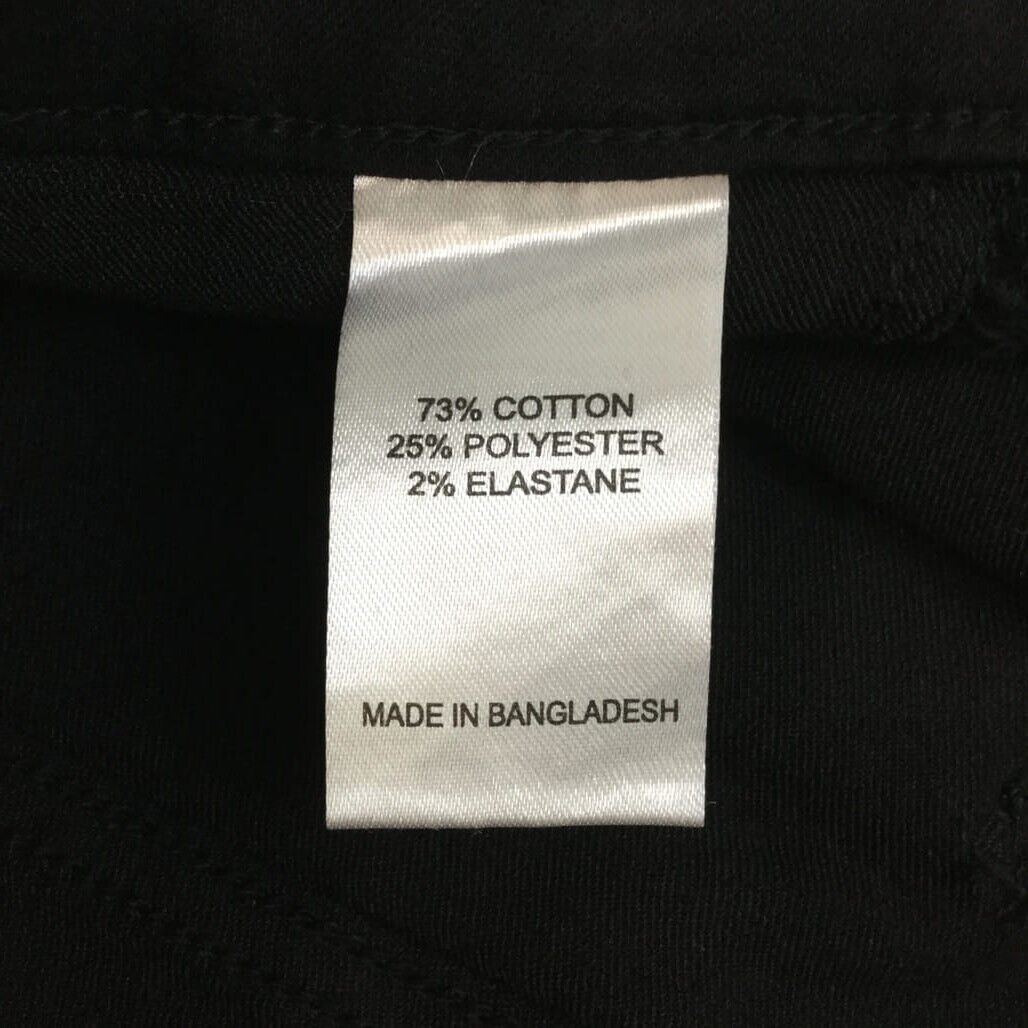 73% COTTON
25% POLYESTER
2% ELASTANE
MADE IN BANGLADESH